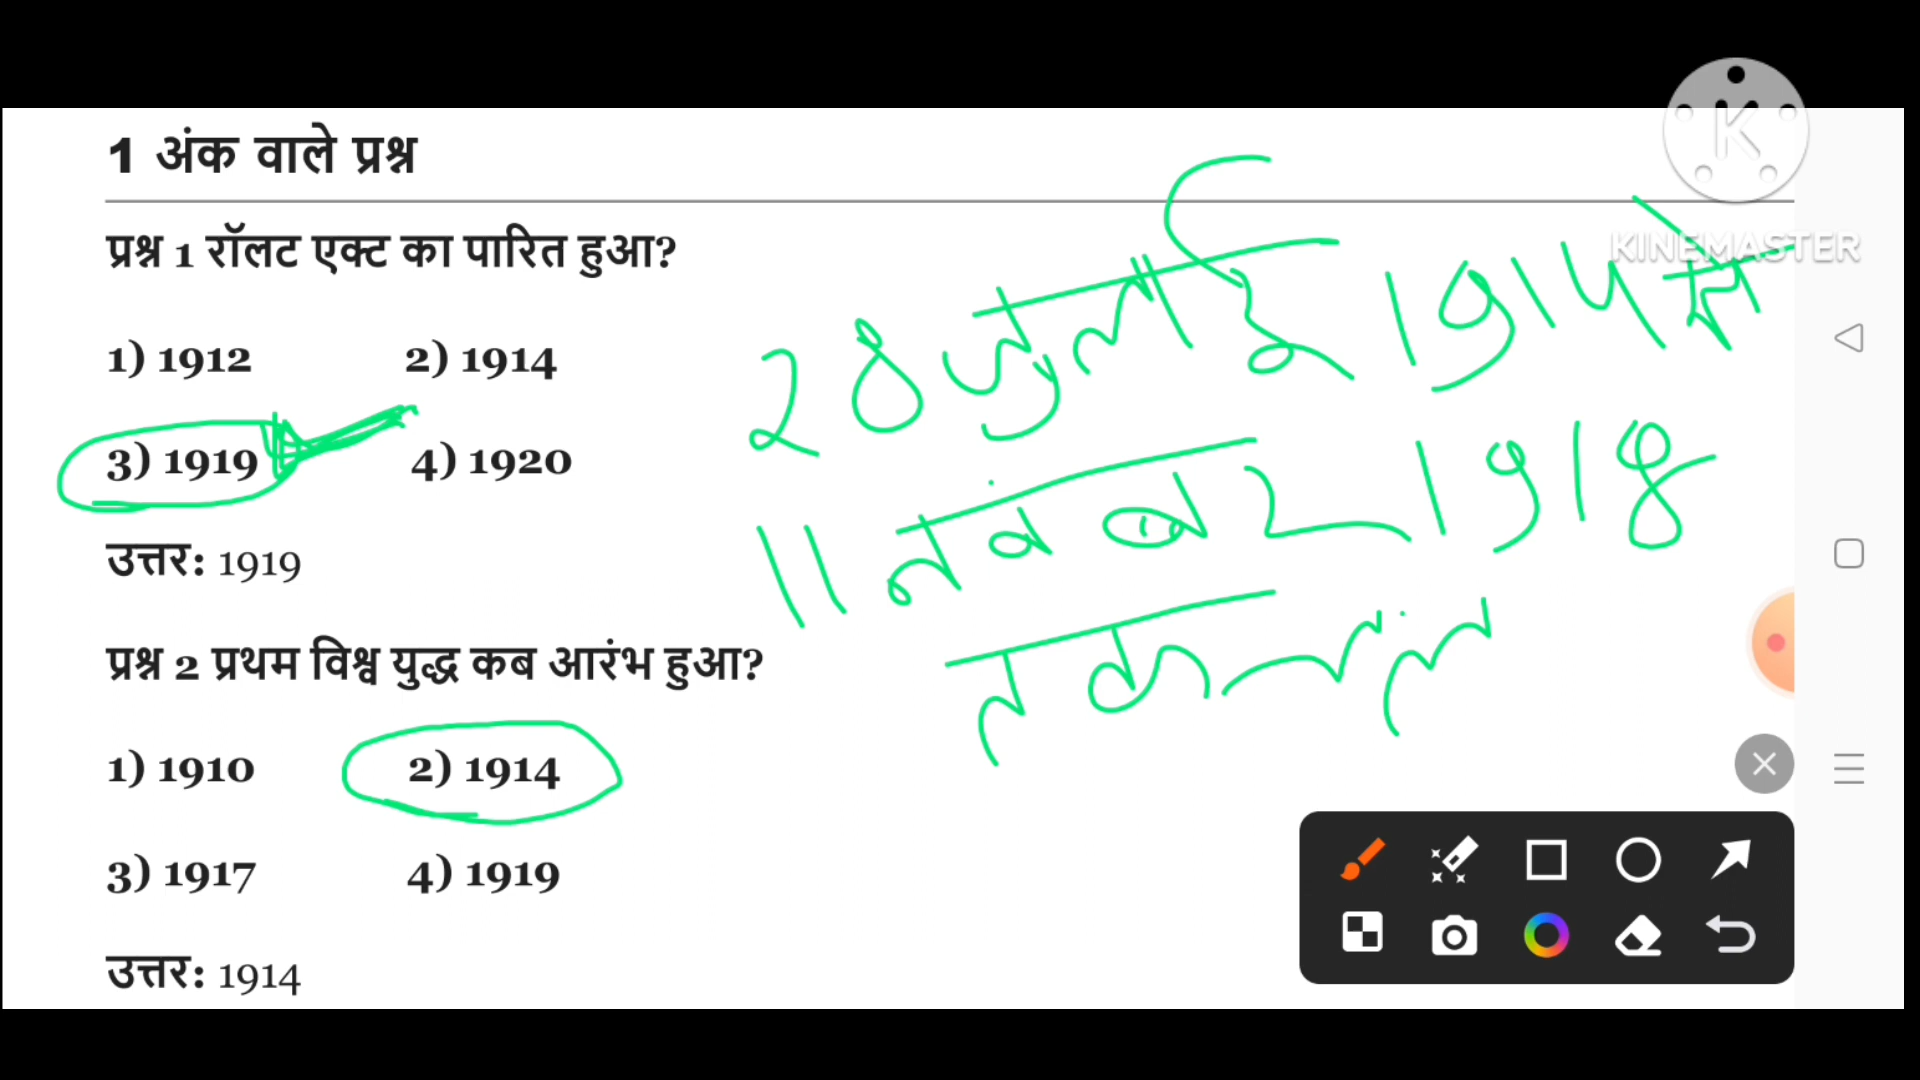 1 अंक वाले प्रश्न
प्रश्न 1 रॉलट एक्ट का पारित हुआ?
1) 1912 2) 1914
3) 1919 4) 1920
उत्तर: 1919
प्रश्न 2 प्रथम विश्व युद्ध कब आरंभ हुआ?
1) 1910 2) 1914
3) 1917 4) 1919
उत्तर: 1914
28 जुलाई 1914 से
11 नवंबर 1918
तक
K
KINEMASTER